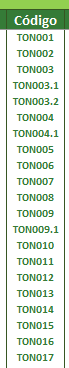 Código
TON001
TON002
TON003
TON003.1
TON003.2
TON004
TON004.1
TON005
TON006
TON007
TON008
TON009
TON009.1
TON010
TON011
TON012
TON013
TON014
TON015
TON016
TON017